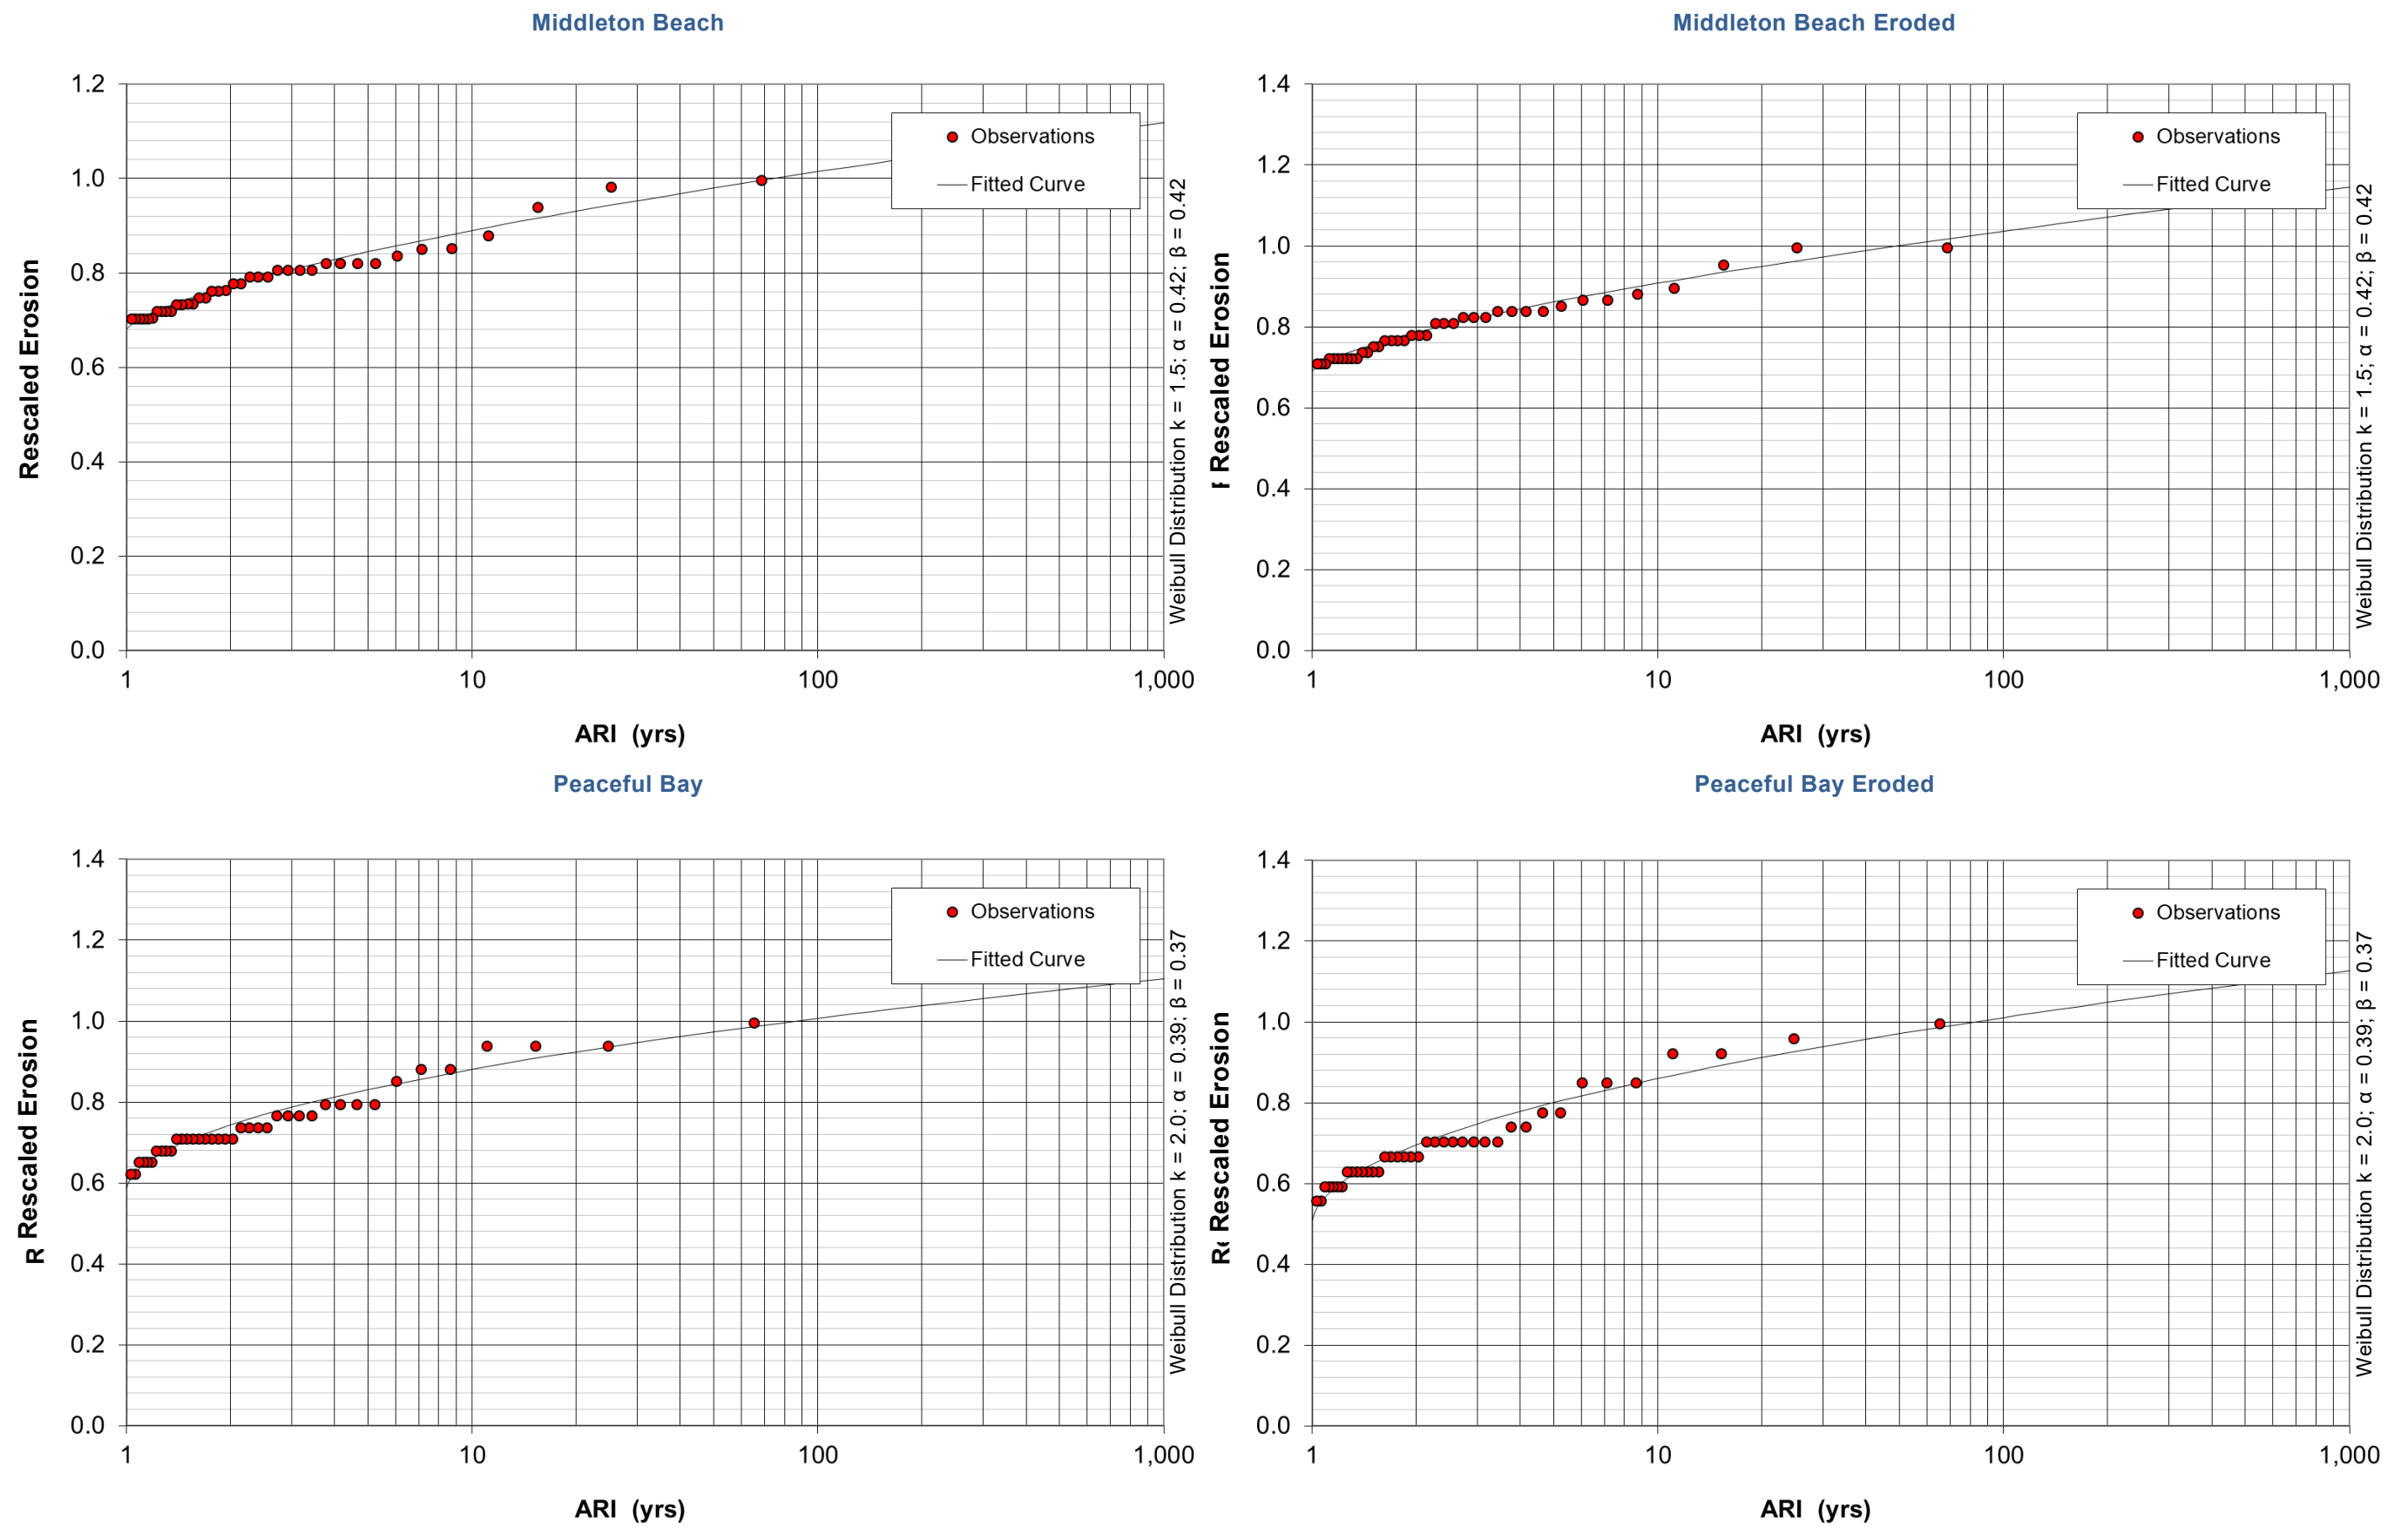 Middleton Beach
1.2
1.0
0.8
0.6
0.4
0.2
0.0
1
10
100
1,000
Rescaled Erosion
ARI (yrs)
Observations
Fitted Curve
Weibull Distribution k = 1.5; α = 0.42; β = 0.42
Middleton Beach Eroded
1.4
1.2
1.0
0.8
0.6
0.4
0.2
0.0
1
10
100
1,000
Rescaled Erosion
ARI (yrs)
Observations
Fitted Curve
Weibull Distribution k = 1.5; α = 0.42; β = 0.42
Peaceful Bay
1.4
1.2
1.0
0.8
0.6
0.4
0.2
0.0
1
10
100
1,000
R
Rescaled Erosion
ARI (yrs)
Observations
Fitted Curve
Weibull Distribution k = 2.0; α = 0.39; β = 0.37
Peaceful Bay Eroded
1.4
1.2
1.0
0.8
0.6
0.4
0.2
0.0
1
10
100
1,000
Rescaled Erosion
ARI (yrs)
Observations
Fitted Curve
Weibull Distribution k = 2.0; α = 0.39; β = 0.37